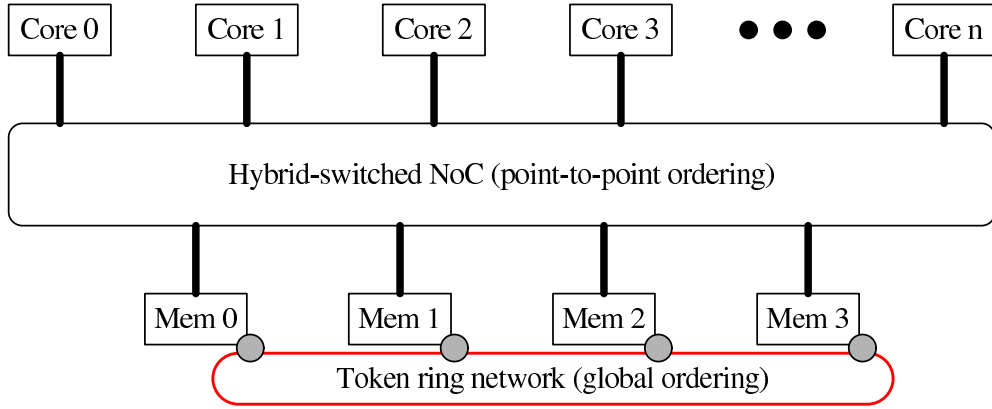 Core 0 Core 1 Core 2 Core 3 Core n
Hybrid-switched NoC (point-to-point ordering)
Mem 0 Mem 1 Mem 2 Mem 3
Token ring network (global ordering)